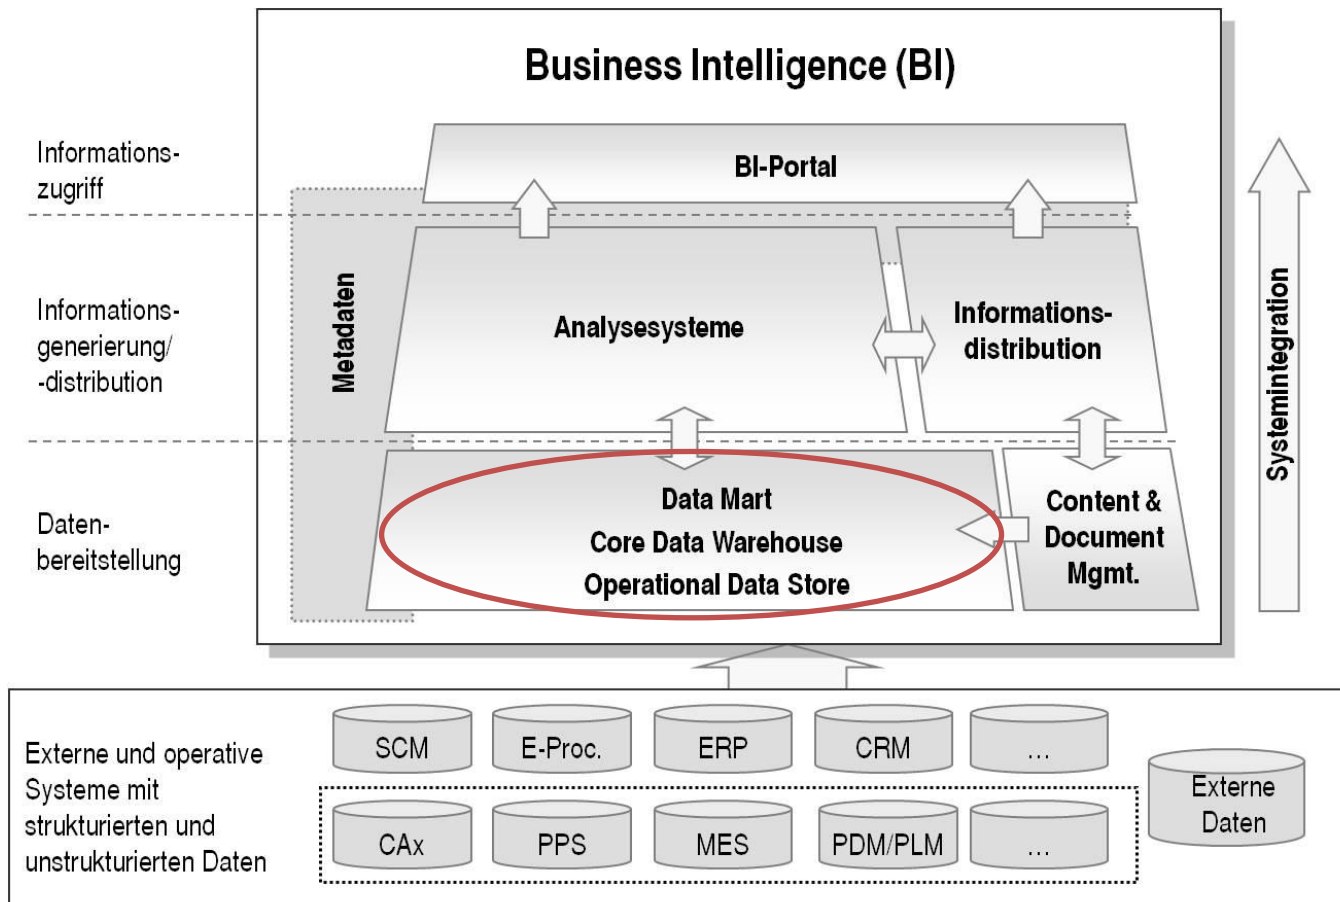 Business Intelligence (BI)
Informations-
zugriff
BI-Portal
Informations-
generierung/
-distribution
Metadaten
Analysesysteme
Informations-
distribution
Systemintegration
Daten-
bereitstellung
Data Mart
Core Data Warehouse
Operational Data Store
Content &
Document
Mgmt.
Externe und operative
Systeme mit
strukturierten und
unstrukturierten Daten
SCM
E-Proc.
ERP
CRM
...
CAx
PPS
MES
PDM/PLM
...
Externe
Daten